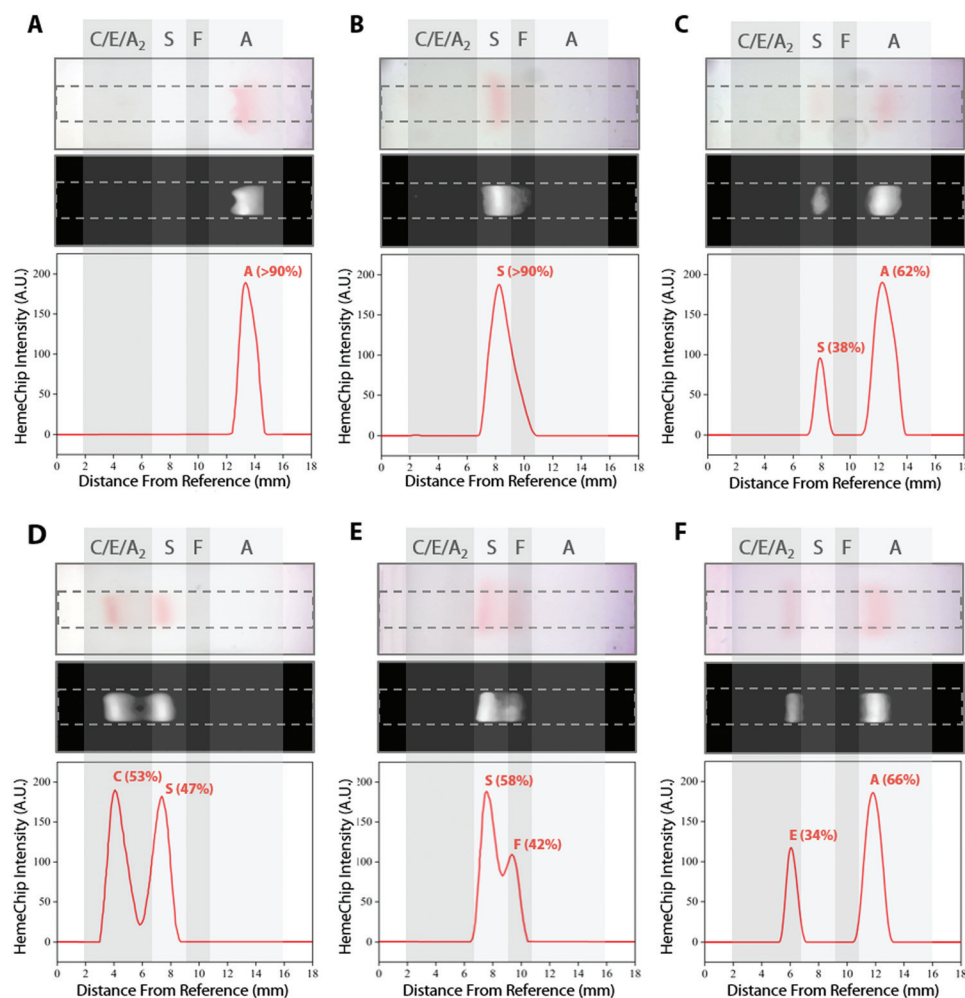 A
C/E/A2 S F A
HemeChip Intensity (A.U.)
200
150
100
50
0
A (>90%)
0 2 4 6 8 10 12 14 16 18
Distance From Reference (mm)
B
C/E/A2 S F A
HemeChip Intensity (A.U.)
200
150
100
50
0
S (>90%)
0 2 4 6 8 10 12 14 16 18
Distance From Reference (mm)
C
C/E/A2 S F A
HemeChip Intensity (A.U.)
200
150
100
50
0
A (62%)
S (38%)
0 2 4 6 8 10 12 14 16 18
Distance From Reference (mm)
D
C/E/A2 S F A
HemeChip Intensity (A.U.)
200
150
100
50
0
C (53%)
S (47%)
0 2 4 6 8 10 12 14 16 18
Distance From Reference (mm)
E
C/E/A2 S F A
HemeChip Intensity (A.U.)
200
150
100
50
0
S (58%)
F (42%)
0 2 4 6 8 10 12 14 16 18
Distance From Reference (mm)
F
C/E/A2 S F A
HemeChip Intensity (A.U.)
200
150
100
50
0
A (66%)
E (34%)
0 2 4 6 8 10 12 14 16 18
Distance From Reference (mm)